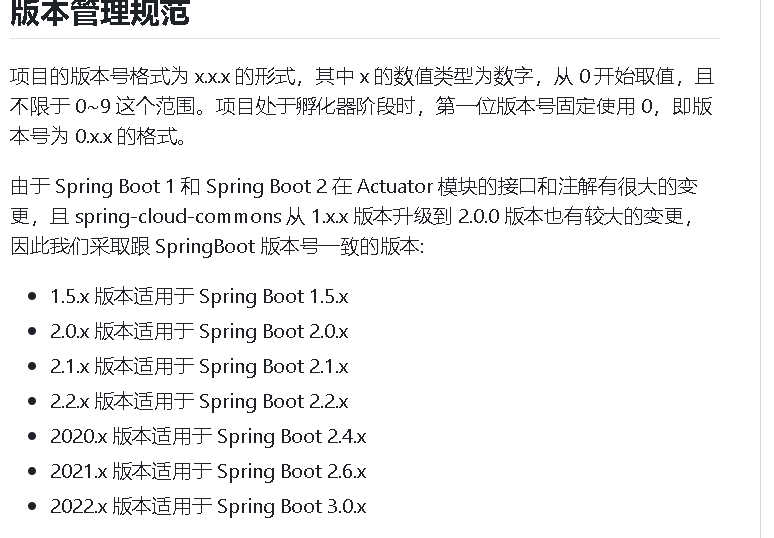 版本管理规范
项目的版本号格式为 x.x.x 的形式，其中 x 的数值类型为数字，从 0 开始取值，且
不限于 0~9 这个范围。项目处于孵化器阶段时，第一位版本号固定使用 0，即版
本号为 0.x.x 的格式。
由于 Spring Boot 1 和 Spring Boot 2 在 Actuator 模块的接口和注解有很大的变
更，且 spring-cloud-commons 从 1.x.x 版本升级到 2.0.0 版本也有较大的变更，
因此我们采取跟 SpringBoot 版本号一致的版本:
• 1.5.x 版本适用于 Spring Boot 1.5.x
• 2.0.x 版本适用于 Spring Boot 2.0.x
• 2.1.x 版本适用于 Spring Boot 2.1.x
• 2.2.x 版本适用于 Spring Boot 2.2.x
• 2020.x 版本适用于 Spring Boot 2.4.x
• 2021.x 版本适用于 Spring Boot 2.6.x
• 2022.x 版本适用于 Spring Boot 3.0.x